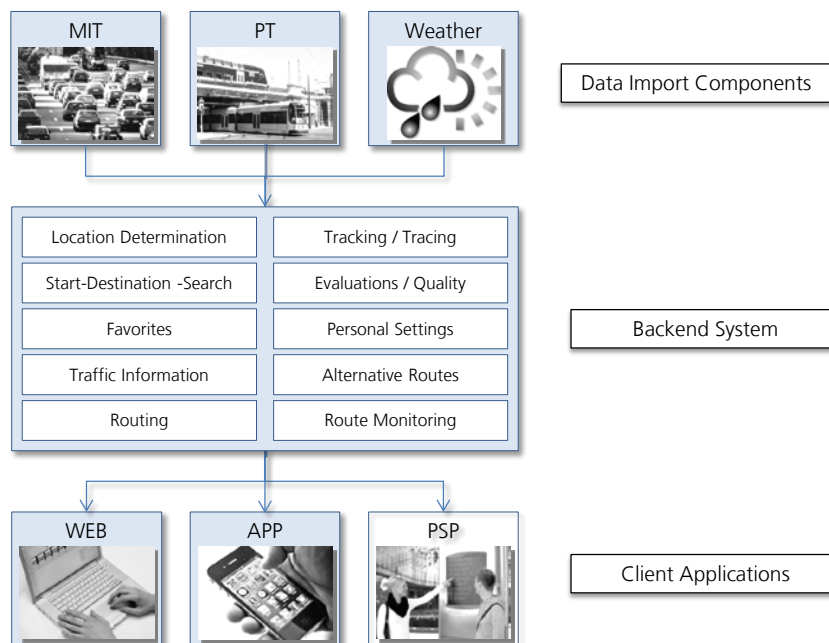 MIT
PT
Weather
Data Import Components
Location Determination
Tracking / Tracing
Start-Destination -Search
Evaluations / Quality
Favorites
Personal Settings
Backend System
Traffic Information
Alternative Routes
Routing
Route Monitoring
WEB
APP
PSP
Client Applications